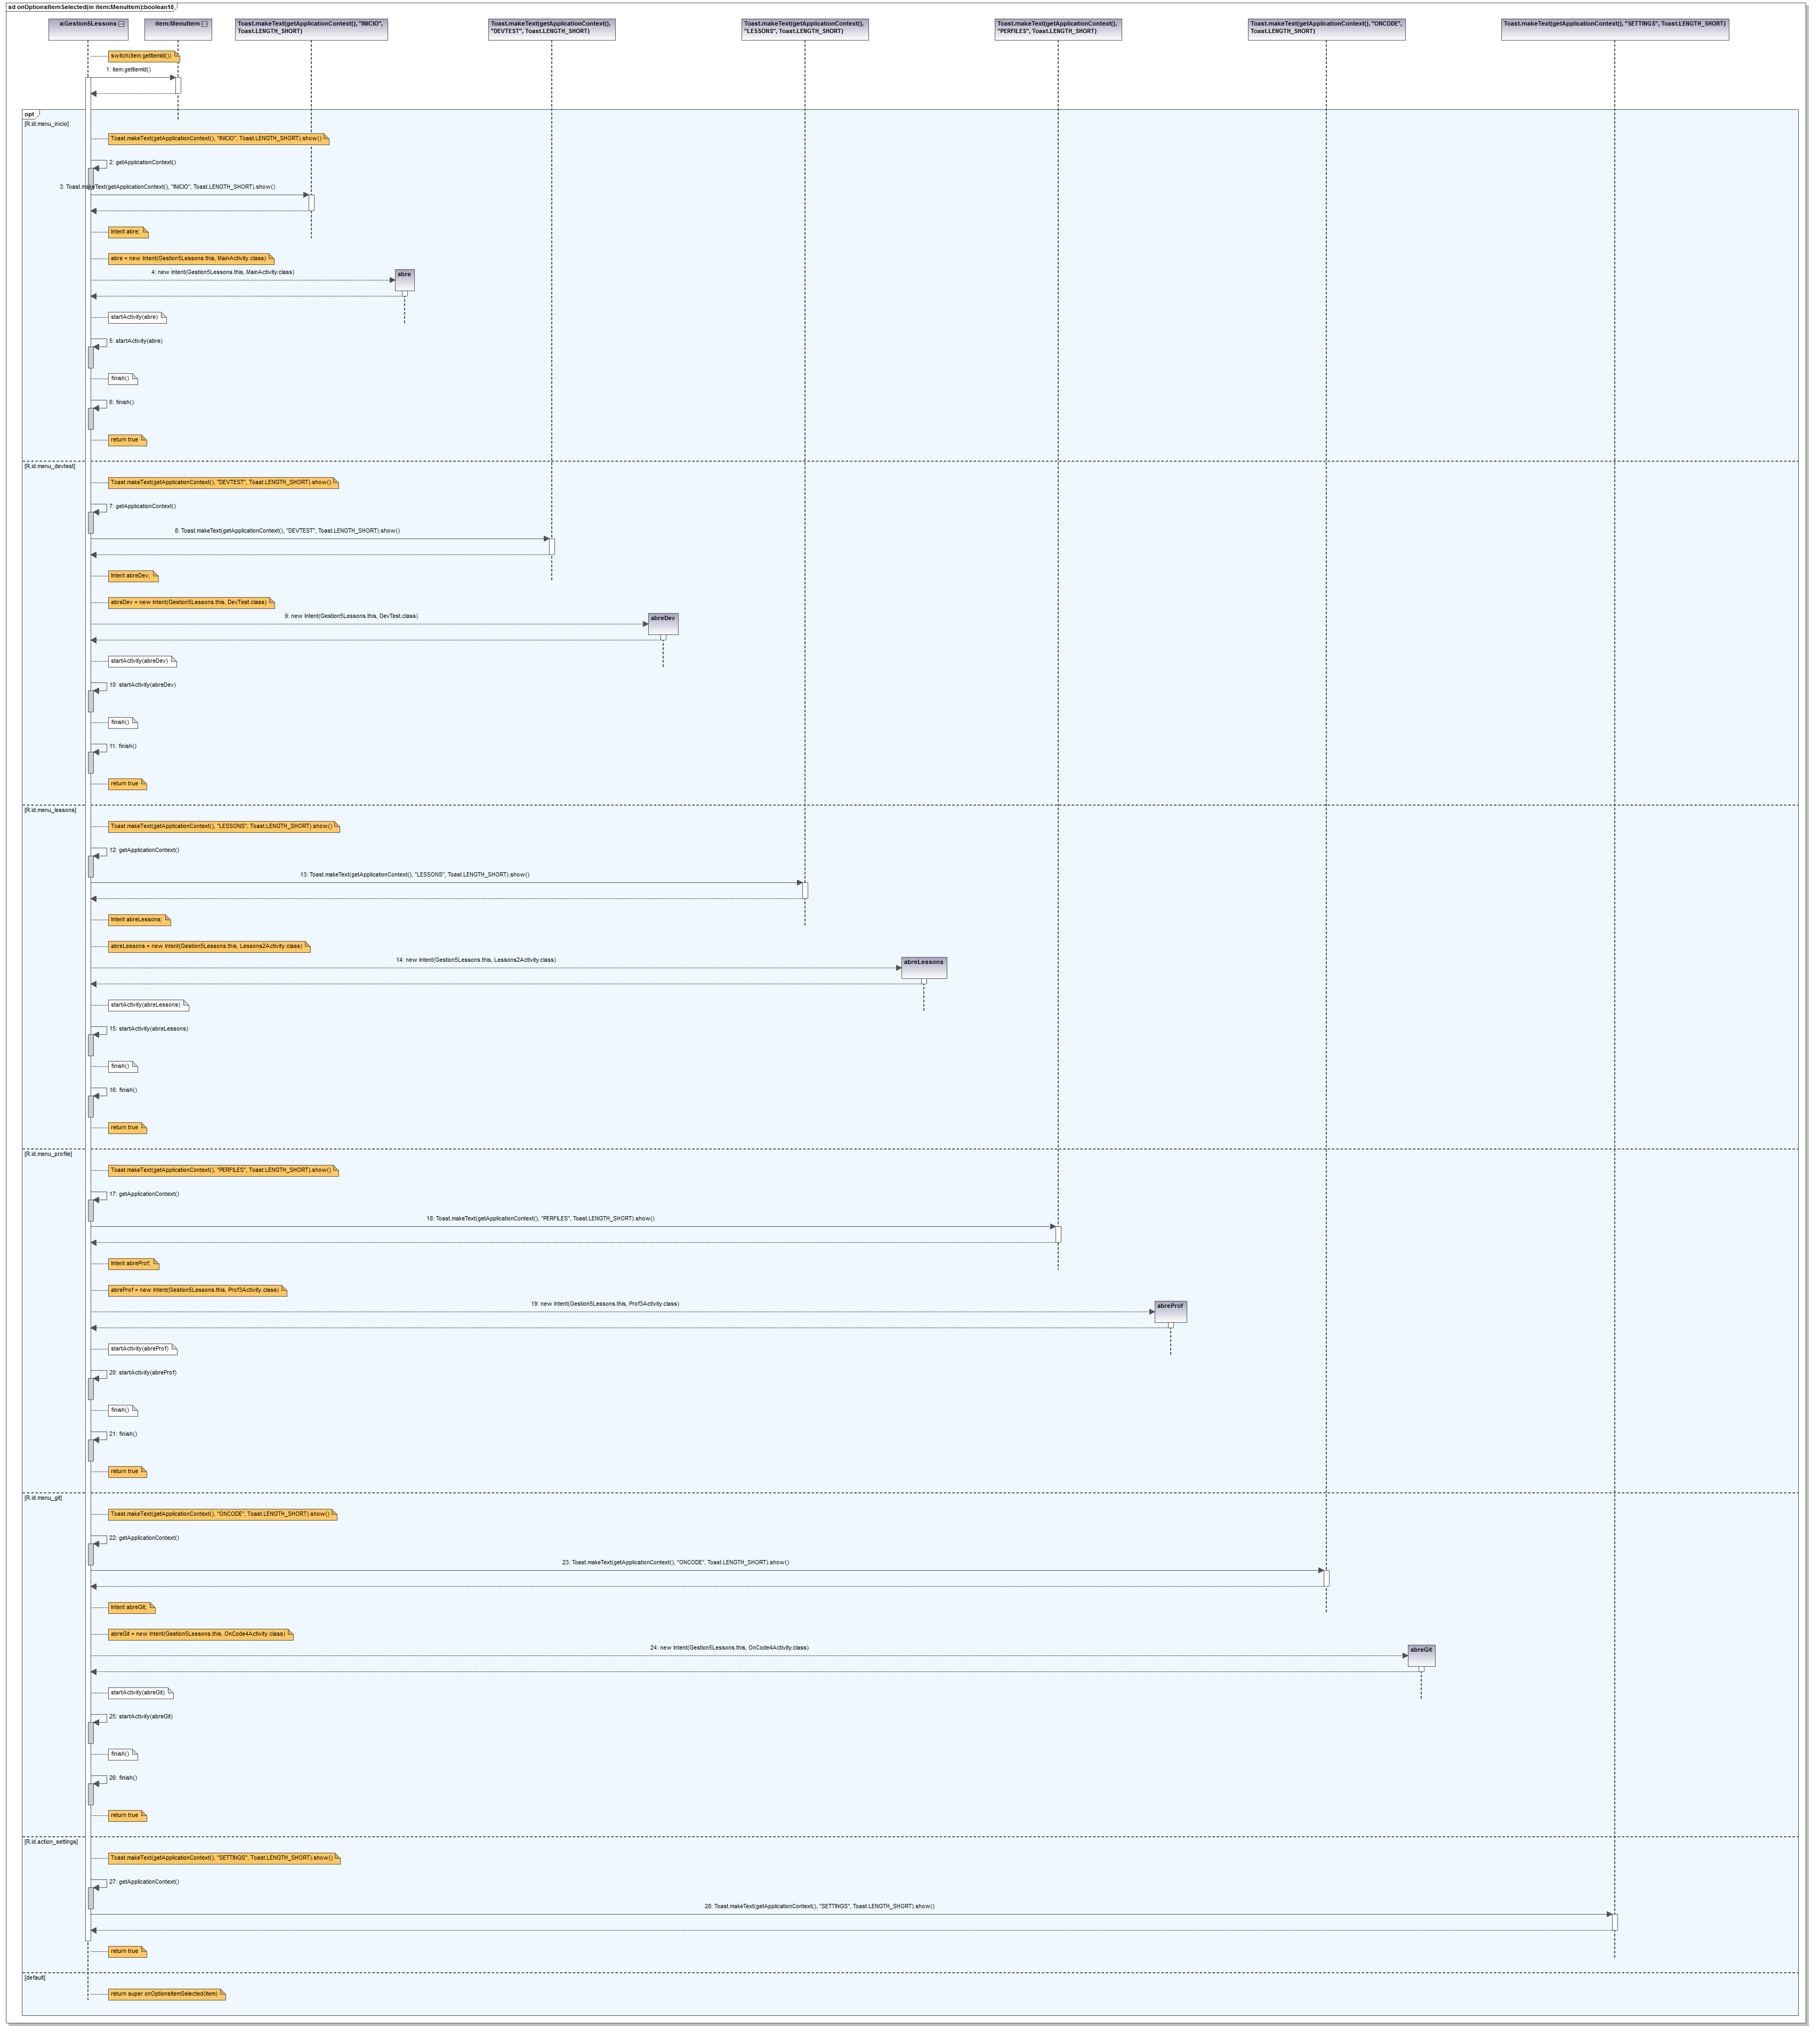 sd onOptionsItemSelected(in item:MenuItem):boolean18
a:Gestion5Lessons
item:MenuItem
Toast.makeText(getApplicationContext(), "INICIO",
Toast.LENGTH_SHORT)
Toast.makeText(getApplicationContext(),
"DEVTEST", Toast.LENGTH_SHORT)
Toast.makeText(getApplicationContext(),
"LESSONS", Toast.LENGTH_SHORT)
Toast.makeText(getApplicationContext(),
"PERFILES", Toast.LENGTH_SHORT)
Toast.makeText(getApplicationContext(), "ONCODE",
Toast.LENGTH_SHORT)
Toast.makeText(getApplicationContext(), "SETTINGS", Toast.LENGTH_SHORT)
switch(item.getItemId())
1: item.getItemId()
opt
[R.id.menu_inicio]
Toast.makeText(getApplicationContext(), "INICIO", Toast.LENGTH_SHORT).show()
2: getApplicationContext()
3: Toast.makeText(getApplicationContext(), "INICIO", Toast.LENGTH_SHORT).show()
Intent abre;
abre = new Intent(Gestion5Lessons.this, MainActivity.class)
4: new Intent(Gestion5Lessons.this, MainActivity.class)
abre
startActivity(abre)
5: startActivity(abre)
finish()
6: finish()
return true
[R.id.menu_devtest]
Toast.makeText(getApplicationContext(), "DEVTEST", Toast.LENGTH_SHORT).show()
7: getApplicationContext()
8: Toast.makeText(getApplicationContext(), "DEVTEST", Toast.LENGTH_SHORT).show()
Intent abreDev;
abreDev = new Intent(Gestion5Lessons.this, DevTest.class)
9: new Intent(Gestion5Lessons.this, DevTest.class)
abreDev
startActivity(abreDev)
10: startActivity(abreDev)
finish()
11: finish()
return true
[R.id.menu_lessons]
Toast.makeText(getApplicationContext(), "LESSONS", Toast.LENGTH_SHORT).show()
12: getApplicationContext()
13: Toast.makeText(getApplicationContext(), "LESSONS", Toast.LENGTH_SHORT).show()
Intent abreLessons;
abreLessons = new Intent(Gestion5Lessons.this, Lessons2Activity.class)
14: new Intent(Gestion5Lessons.this, Lessons2Activity.class)
abreLessons
startActivity(abreLessons)
15: startActivity(abreLessons)
finish()
16: finish()
return true
[R.id.menu_profile]
Toast.makeText(getApplicationContext(), "PERFILES", Toast.LENGTH_SHORT).show()
17: getApplicationContext()
18: Toast.makeText(getApplicationContext(), "PERFILES", Toast.LENGTH_SHORT).show()
Intent abreProf;
abreProf = new Intent(Gestion5Lessons.this, Prof3Activity.class)
19: new Intent(Gestion5Lessons.this, Prof3Activity.class)
abreProf
startActivity(abreProf)
20: startActivity(abreProf)
finish()
21: finish()
return true
[R.id.menu_git]
Toast.makeText(getApplicationContext(), "ONCODE", Toast.LENGTH_SHORT).show()
22: getApplicationContext()
23: Toast.makeText(getApplicationContext(), "ONCODE", Toast.LENGTH_SHORT).show()
Intent abreGit;
abreGit = new Intent(Gestion5Lessons.this, OnCode4Activity.class)
24: new Intent(Gestion5Lessons.this, OnCode4Activity.class)
abreGit
startActivity(abreGit)
25: startActivity(abreGit)
finish()
26: finish()
return true
[R.id.action_settings]
Toast.makeText(getApplicationContext(), "SETTINGS", Toast.LENGTH_SHORT).show()
27: getApplicationContext()
28: Toast.makeText(getApplicationContext(), "SETTINGS", Toast.LENGTH_SHORT).show()
return true
[default]
return super.onOptionsItemSelected(item)